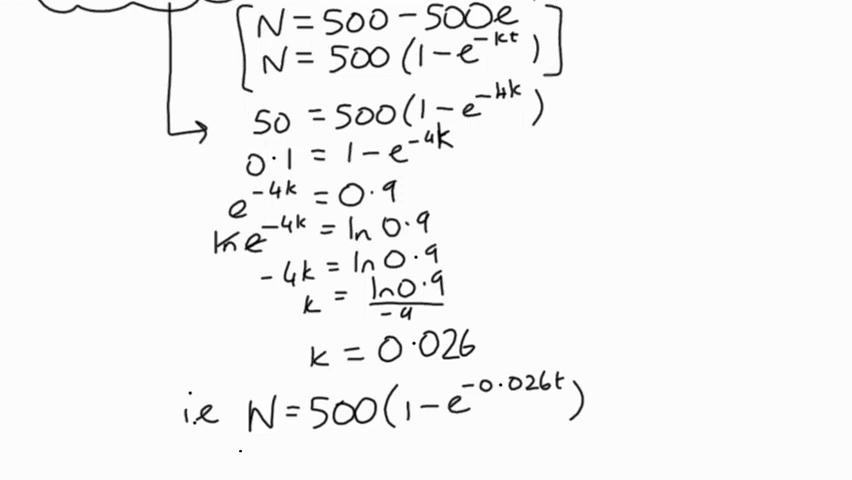 N = 500 - 500e
N = 500 (1 - e^{-kt})
50 = 500(1 - e^{-4k})
0.1 = 1 - e^{-4k}
e^{-4k} = 0.9
ln e^{-4k} = ln 0.9
-4k = ln 0.9
k = ln 0.9 / -4
k = 0.026
i.e N = 500(1 - e^{-0.026t})